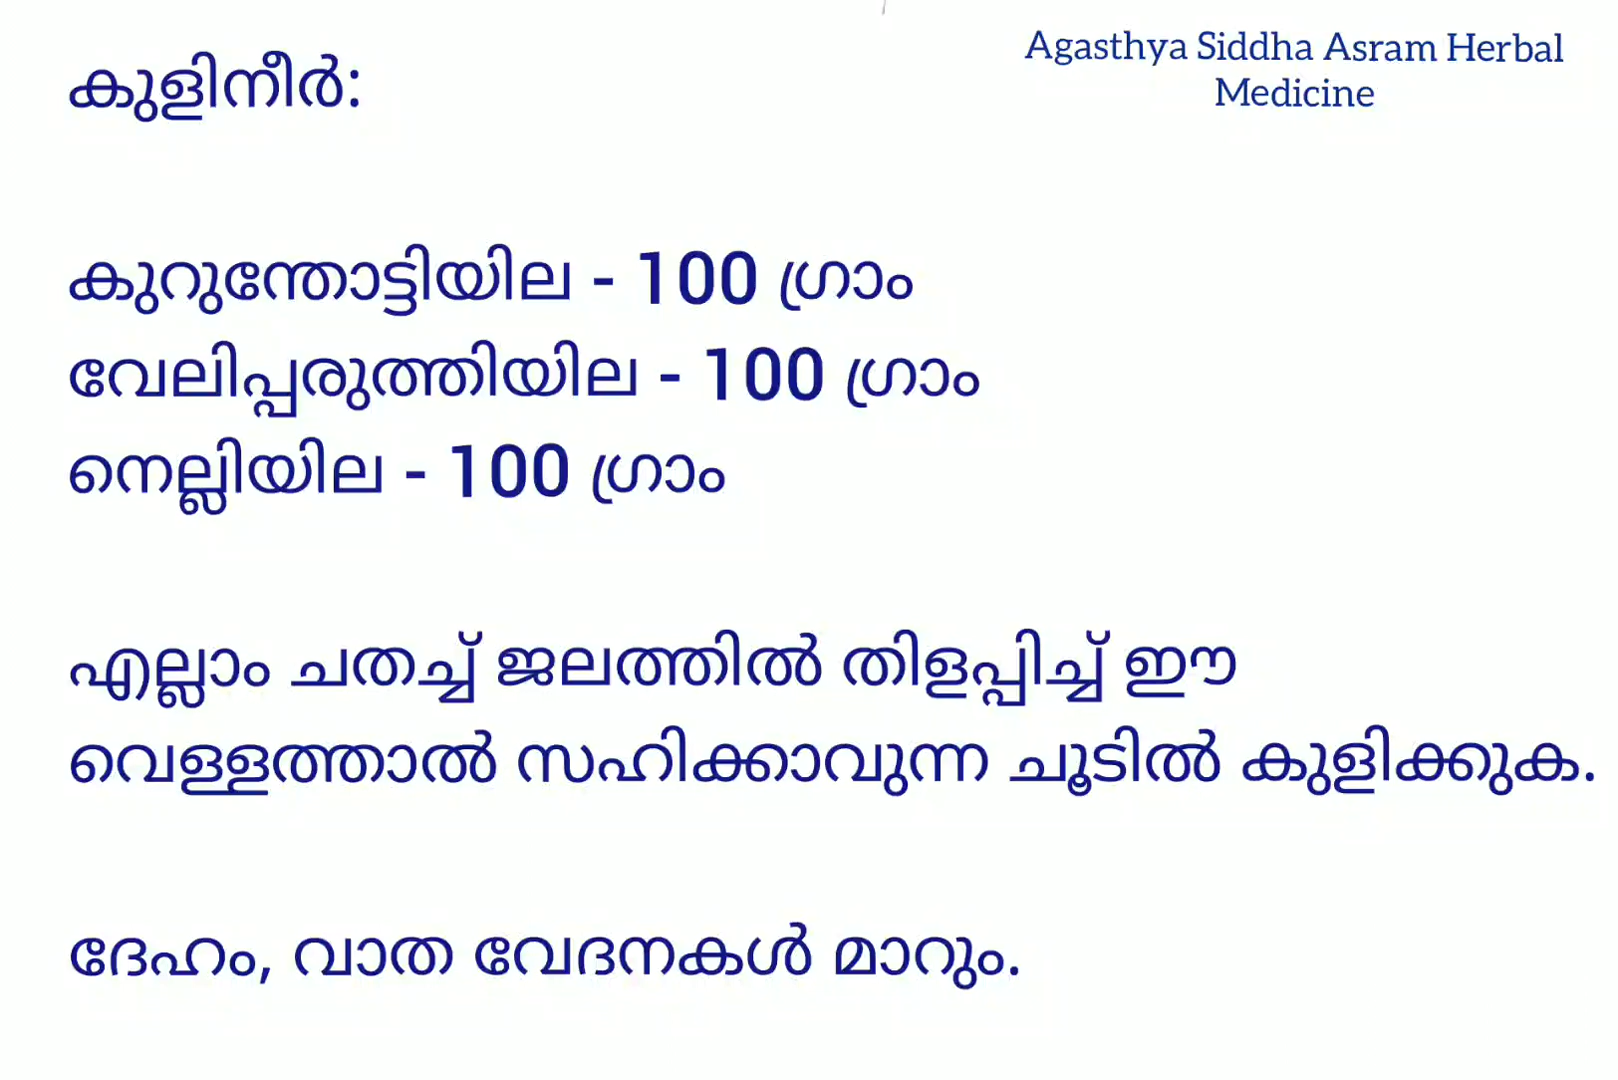 കുളിനീർ:
Agasthya Siddha Asram Herbal
Medicine
കുറുന്തോട്ടിയില - 100 ഗ്രാം
വേലിപ്പരുത്തിയില - 100 ഗ്രാം
നെല്ലിയില - 100 ഗ്രാം
എല്ലാം ചതച്ച് ജലത്തിൽ തിളപ്പിച്ച് ഈ
വെള്ളത്താൽ സഹിക്കാവുന്ന ചൂടിൽ കുളിക്കുക.
ദേഹം, വാത വേദനകൾ മാറും.